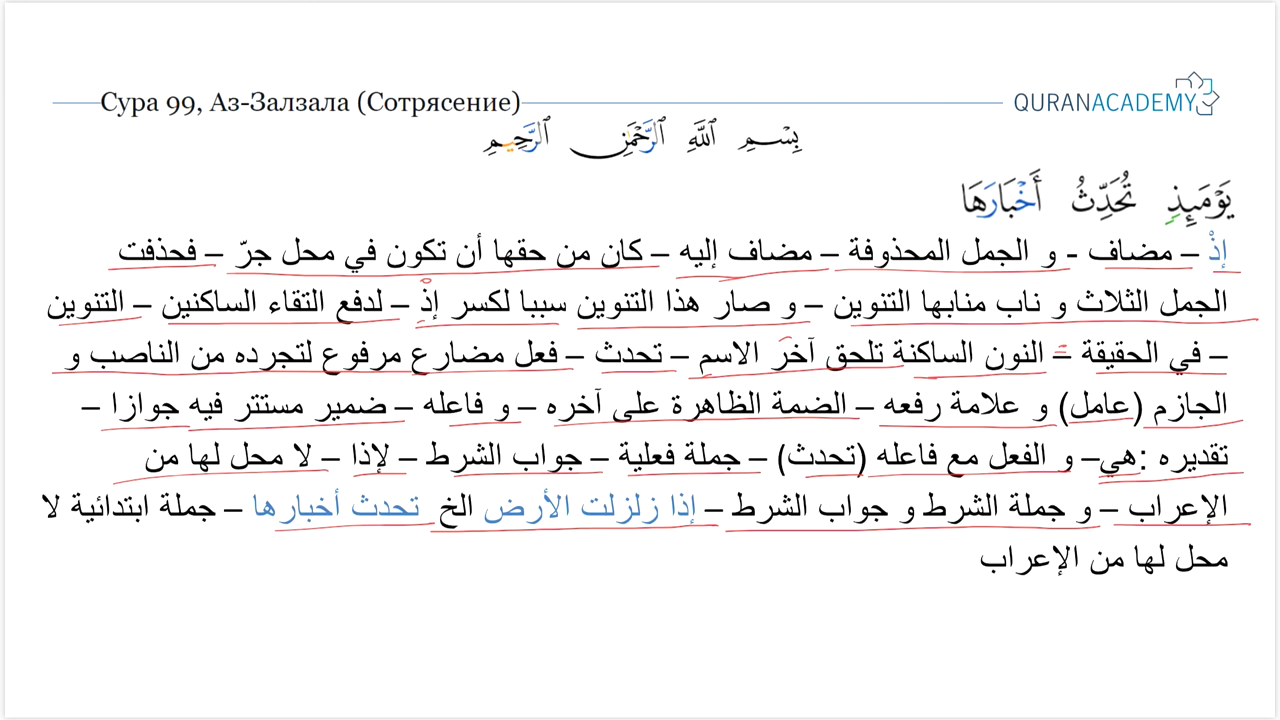 Сура 99, Аз-Залзала (Сотрясение)
QURANACADEMY
بِسْمِ ٱللَّهِ ٱلرَّحْمَٰنِ ٱلرَّحِيمِ
يَوْمَئِذٍ تُحَدِّثُ أَخْبَارَهَا
إذْ – مضاف - و الجمل المحذوفة – مضاف إليه – كان من حقها أن تكون في محل جرّ – فحذفت
الجمل الثلاث و ناب منابها التنوين – و صار هذا التنوين سببا لكسر إذْ – لدفع التقاء الساكنين – التنوين
– في الحقيقة = النون الساكنة تلحق آخرَ الاسم – تحدث – فعل مضارع مرفوع لتجرده من الناصب و
الجازم (عامل) و علامة رفعه – الضمة الظاهرة على آخره – و فاعله – ضمير مستتر فيه جوازا –
تقديره :هي– و الفعل مع فاعله (تحدث) – جملة فعلية – جواب الشرط – لإذا – لا محل لها من
الإعراب – و جملة الشرط و جواب الشرط – إذا زلزلت الأرض الخ تحدث أخبارها – جملة ابتدائية لا
محل لها من الإعراب